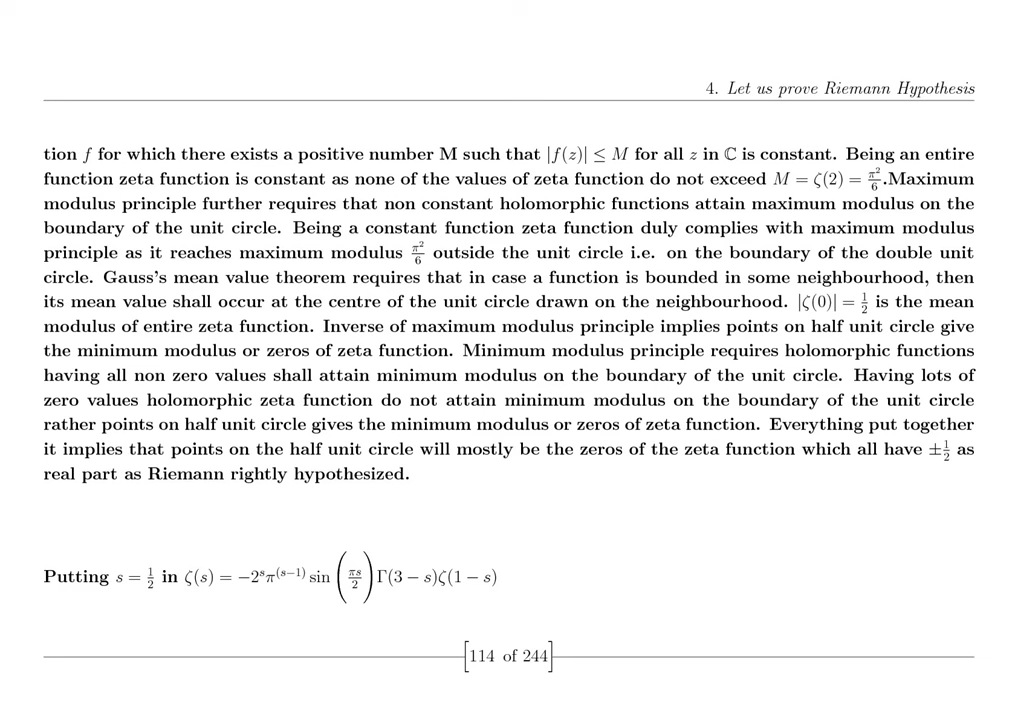 4. Let us prove Riemann Hypothesis
tion f for which there exists a positive number M such that |f(z)| ≤ M for all z in ℂ is constant. Being an entire
function zeta function is constant as none of the values of zeta function do not exceed M = ζ(2) = π²/6.Maximum
modulus principle further requires that non constant holomorphic functions attain maximum modulus on the
boundary of the unit circle. Being a constant function zeta function duly complies with maximum modulus
principle as it reaches maximum modulus π²/6 outside the unit circle i.e. on the boundary of the double unit
circle. Gauss's mean value theorem requires that in case a function is bounded in some neighbourhood, then
its mean value shall occur at the centre of the unit circle drawn on the neighbourhood. |ζ(0)| = 1/2 is the mean
modulus of entire zeta function. Inverse of maximum modulus principle implies points on half unit circle give
the minimum modulus or zeros of zeta function. Minimum modulus principle requires holomorphic functions
having all non zero values shall attain minimum modulus on the boundary of the unit circle. Having lots of
zero values holomorphic zeta function do not attain minimum modulus on the boundary of the unit circle
rather points on half unit circle gives the minimum modulus or zeros of zeta function. Everything put together
it implies that points on the half unit circle will mostly be the zeros of the zeta function which all have ±1/2 as
real part as Riemann rightly hypothesized.
Putting s = 1/2 in ζ(s) = −2^s π^(s−1) sin(πs/2)Γ(3 − s)ζ(1 − s)
[114 of 244]